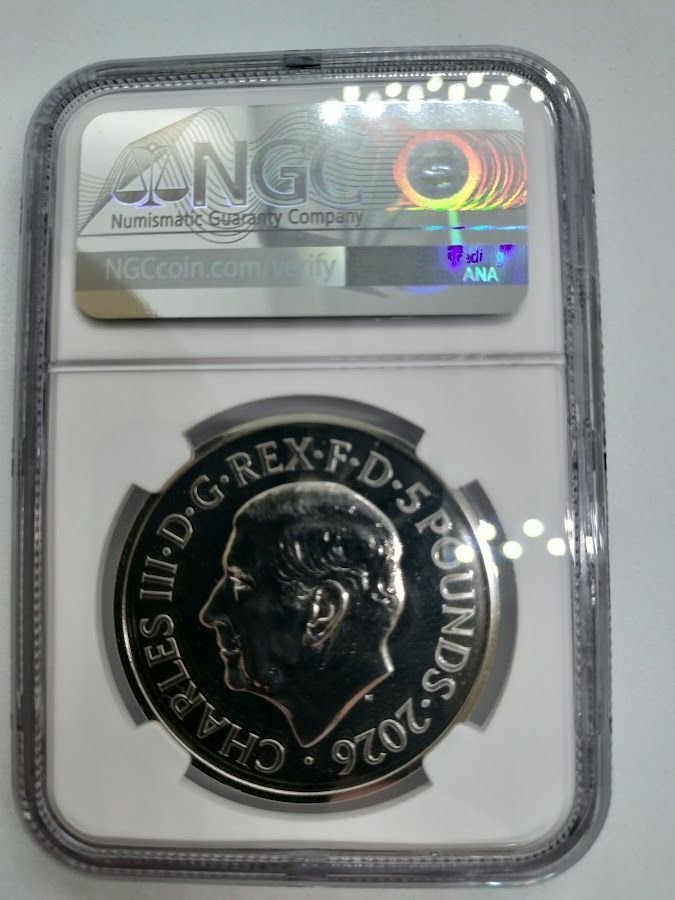 NGC
Numismatic Guaranty Company
NGCcoin.com/verify
ANA
CHARLES III·D·G·REX·F·D·5 POUNDS·2026·